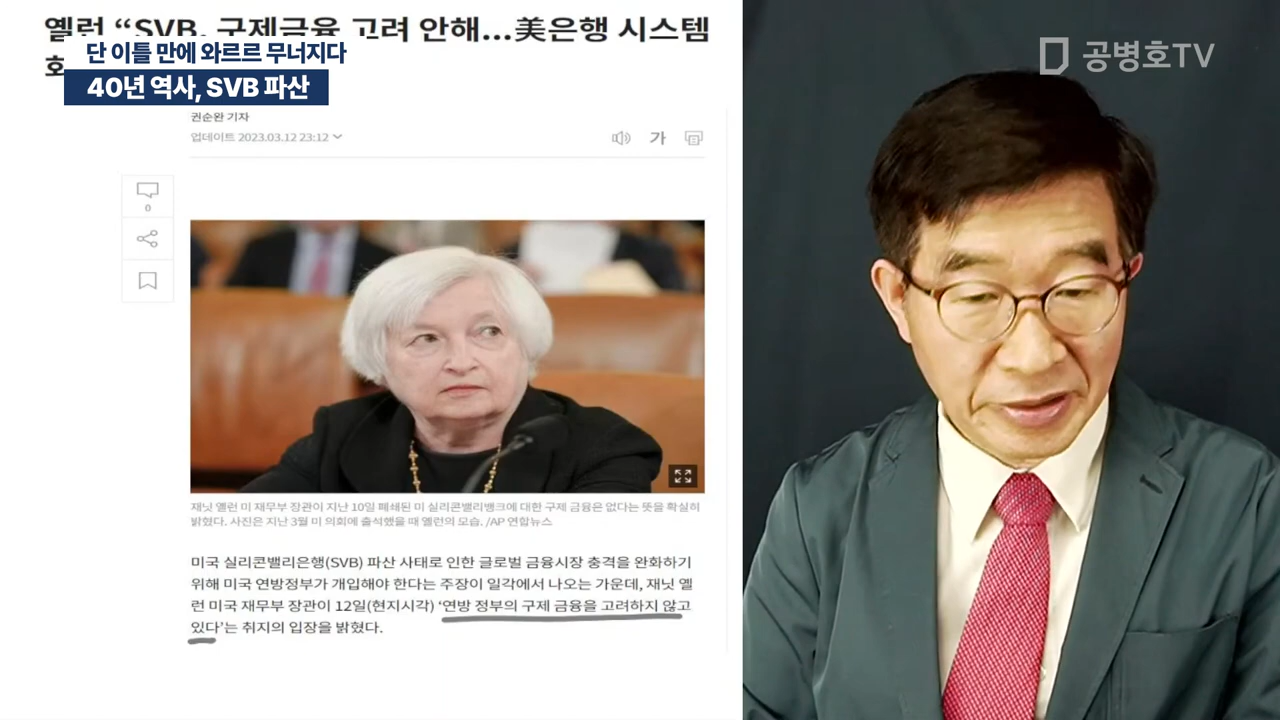 옐런 “SVB, 구제금융 고려 안해...美은행 시스템
단 이틀 만에 와르르 무너지다
40년 역사, SVB 파산
공병호TV
권순완 기자
업데이트 2023.03.12 23:12
가
0
재닛 옐런 미 재무부 장관이 지난 10일 폐쇄된 미 실리콘밸리뱅크에 대한 구제 금융은 없다는 뜻을 확실히
밝혔다. 사진은 지난 3월 미 의회에 출석했을 때 옐런의 모습. /AP 연합뉴스
미국 실리콘밸리은행(SVB) 파산 사태로 인한 글로벌 금융시장 충격을 완화하기
위해 미국 연방정부가 개입해야 한다는 주장이 일각에서 나오는 가운데, 재닛 옐
런 미국 재무부 장관이 12일(현지시각) ‘연방 정부의 구제 금융을 고려하지 않고
있다’는 취지의 입장을 밝혔다.